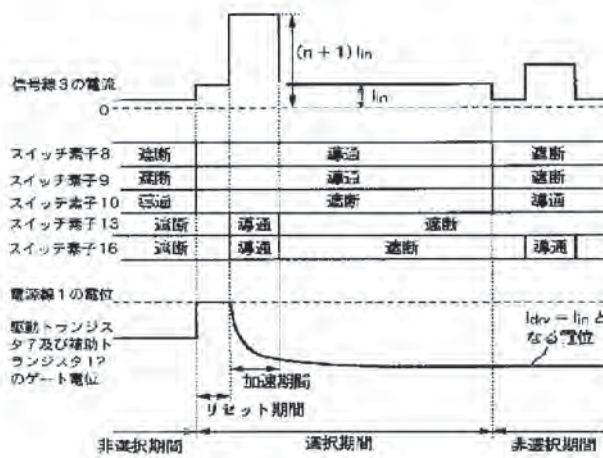 (n + 1) Iin
信号線3の電流
Iin
0
スイッチ素子8 遮断 導通 遮断
スイッチ素子9 遮断 導通 遮断
スイッチ素子10 導通 遮断 導通
スイッチ素子13 遮断 導通 遮断
スイッチ素子16 遮断 導通 遮断 導通
電源線1の電位
駆動トランジス
タ7及び補助ト
ランジスタ12
のゲート電位
Idrv = Iin と
なる電位
加速期間
リセット期間
非選択期間 選択期間 非選択期間